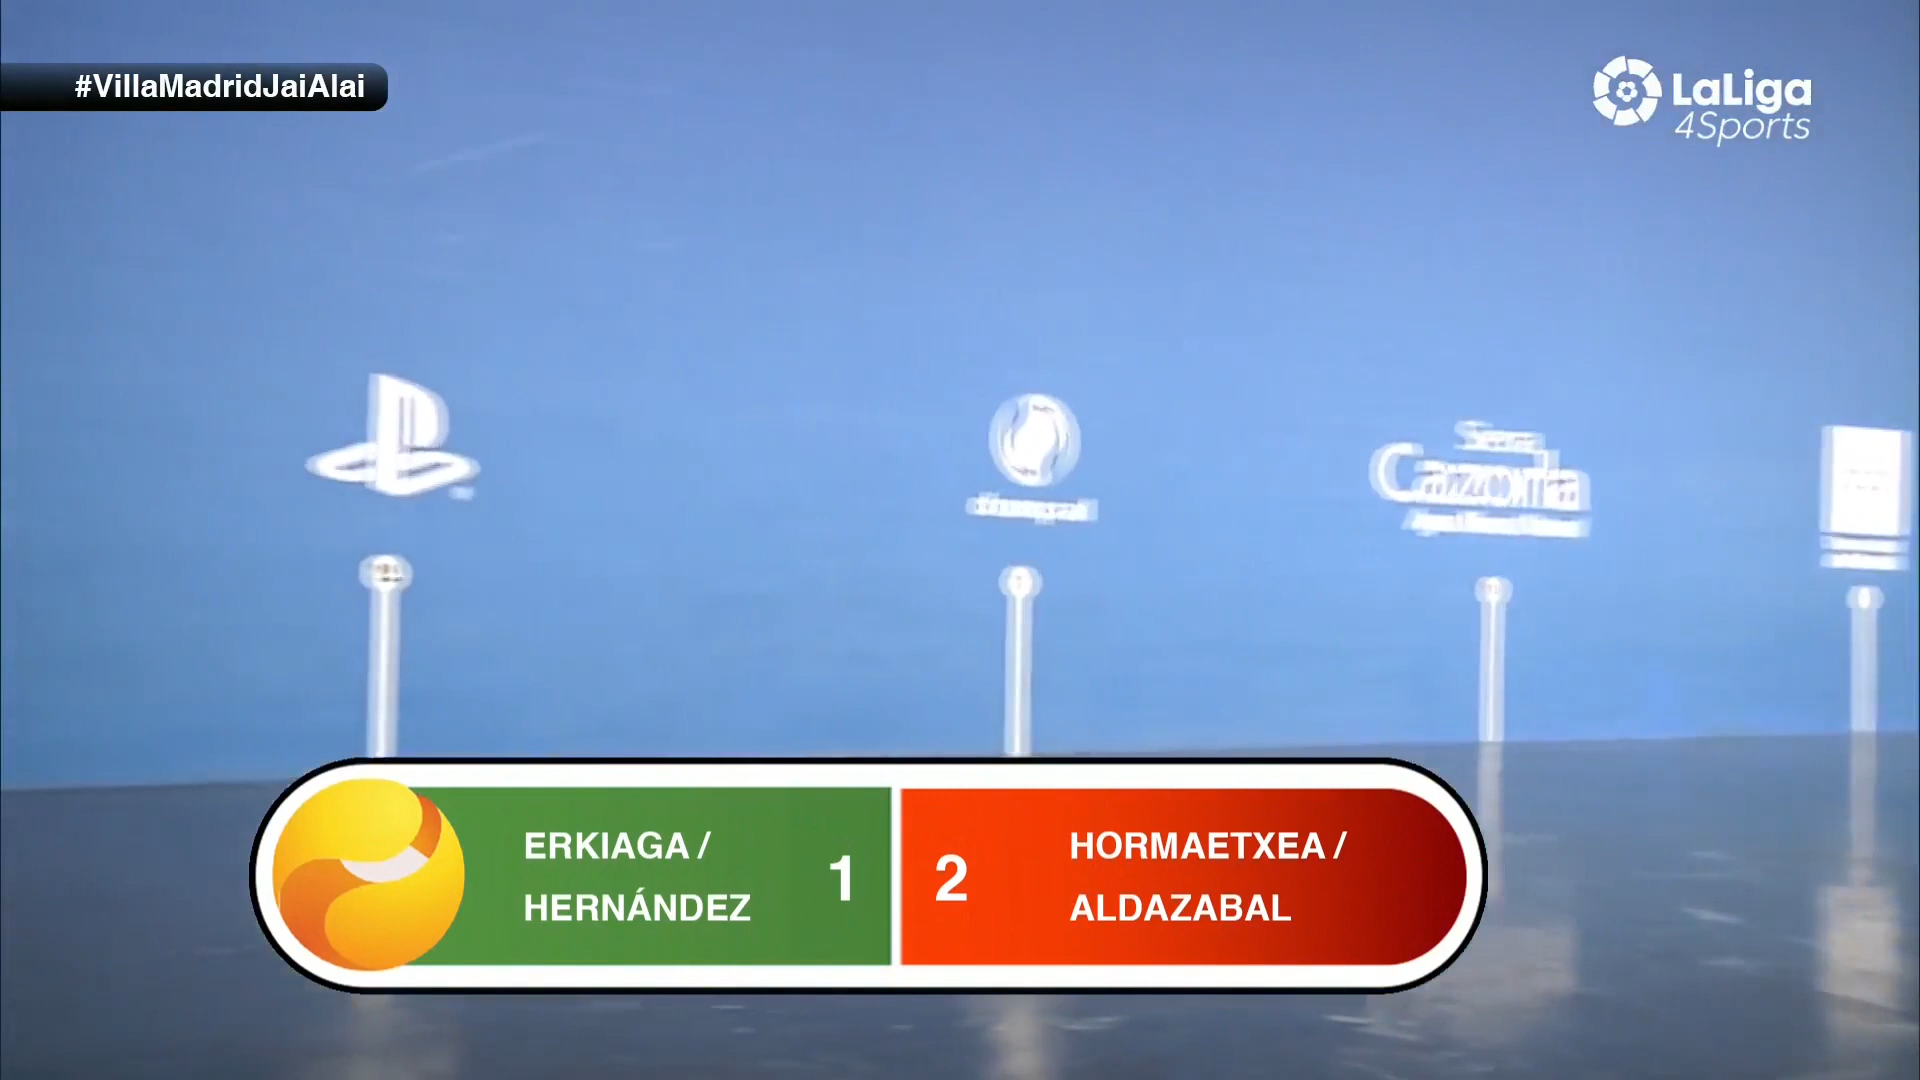 #VillaMadridJaiAlai
LaLiga
4Sports
ERKIAGA /
HERNÁNDEZ
1
2
HORMAETXEA /
ALDAZABAL